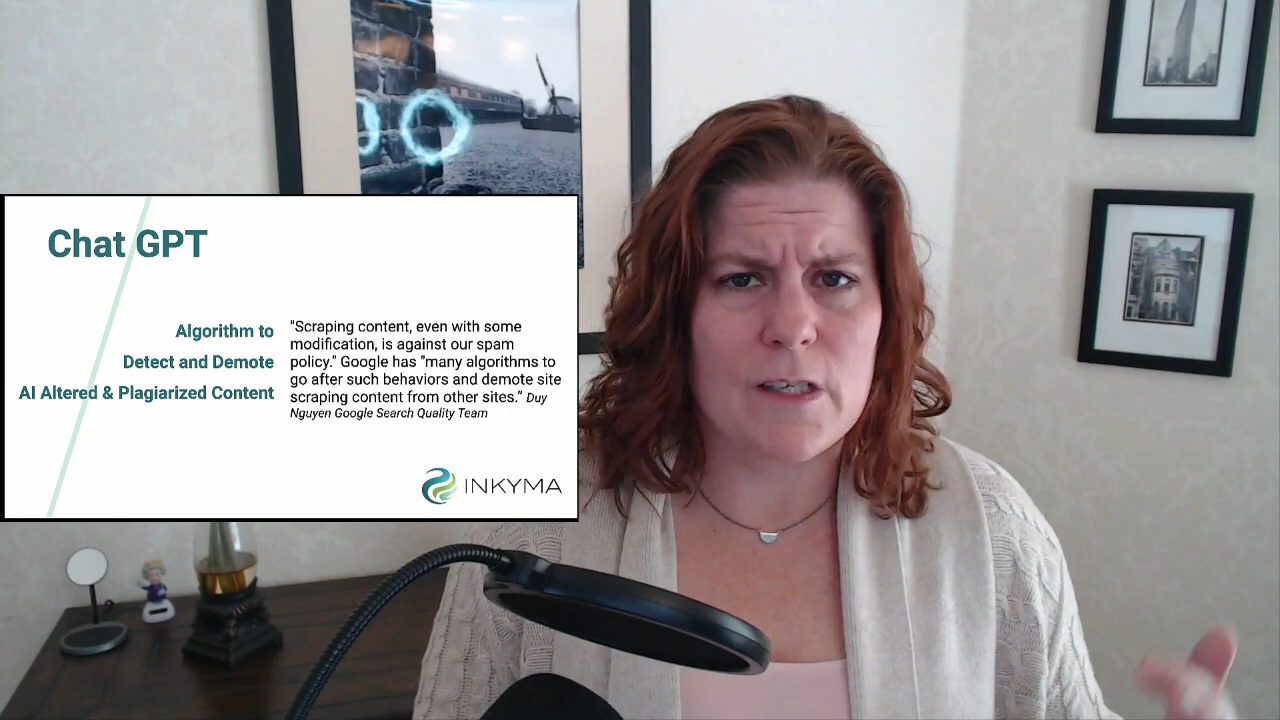 Chat GPT
Algorithm to
Detect and Demote
AI Altered & Plagiarized Content
"Scraping content, even with some
modification, is against our spam
policy." Google has "many algorithms to
go after such behaviors and demote site
scraping content from other sites." Duy
Nguyen Google Search Quality Team
INKYMA